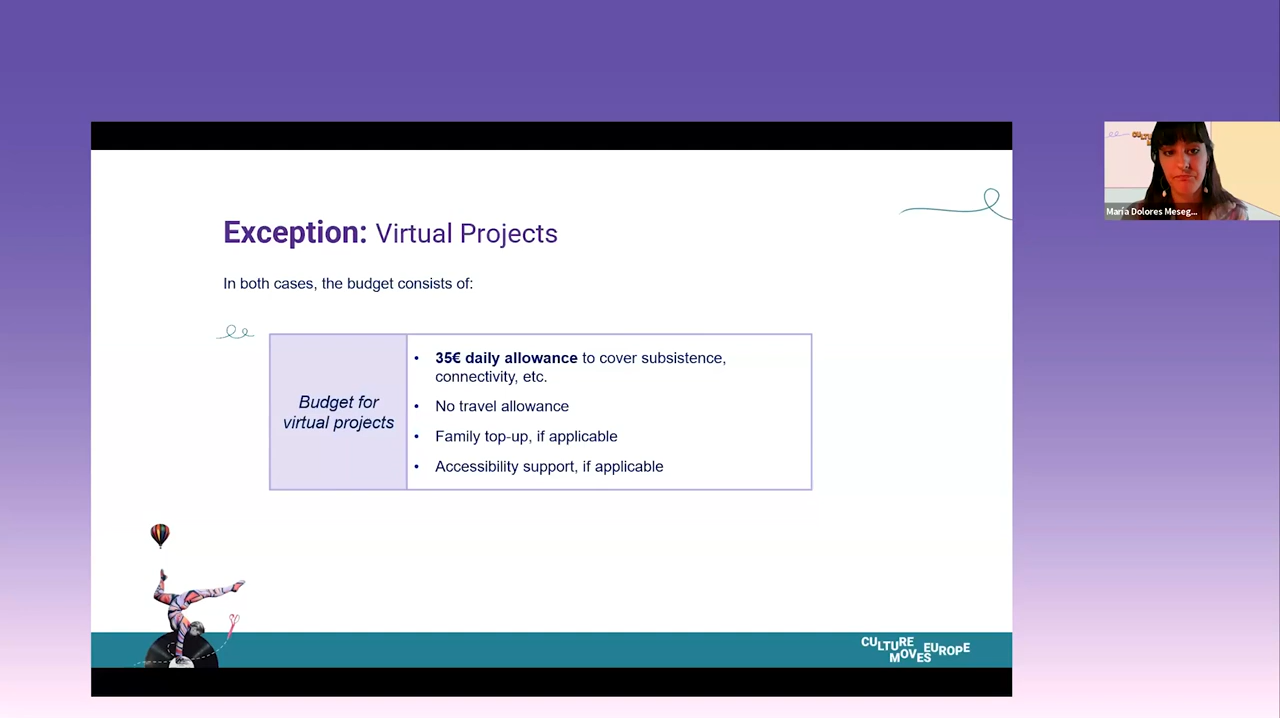 Exception: Virtual Projects
In both cases, the budget consists of:
Budget for
virtual projects
• 35€ daily allowance to cover subsistence,
connectivity, etc.
• No travel allowance
• Family top-up, if applicable
• Accessibility support, if applicable
CULTURE
MOVES EUROPE
María Dolores Meseg...